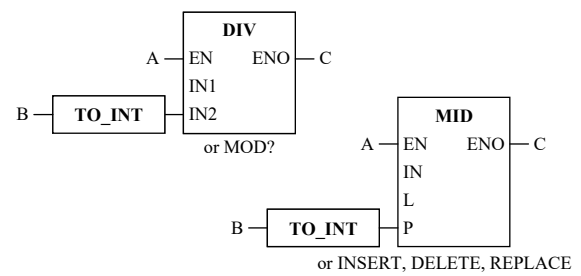 DIV
A EN ENO C
IN1
B TO_INT IN2
or MOD?
MID
A EN ENO C
IN
L
B TO_INT P
or INSERT, DELETE, REPLACE